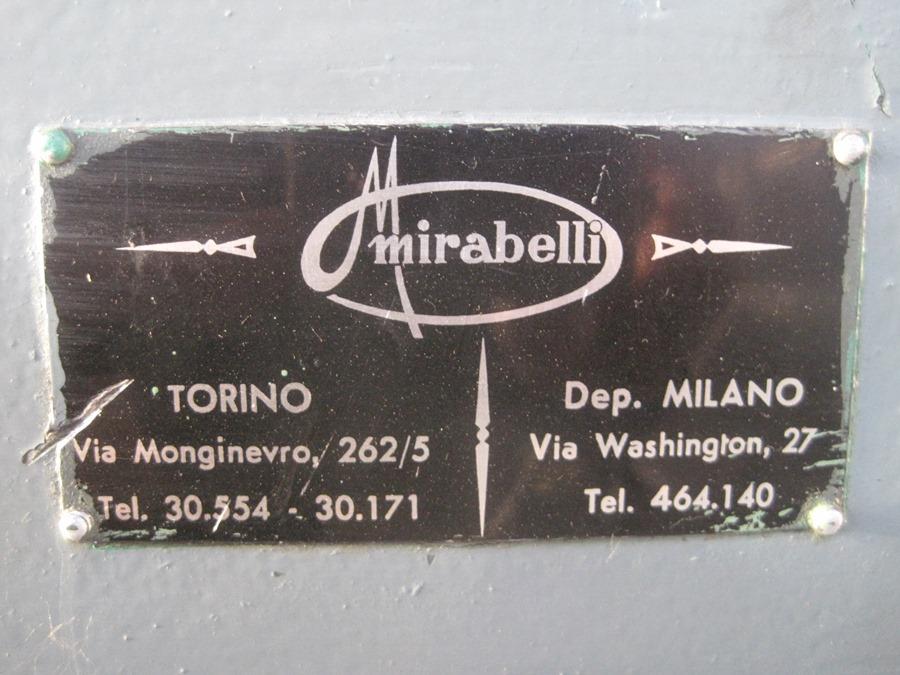 Mirabelli
TORINO
Via Monginevro, 262/5
Tel. 30.554 - 30.171
Dep. MILANO
Via Washington, 27
Tel. 464.140